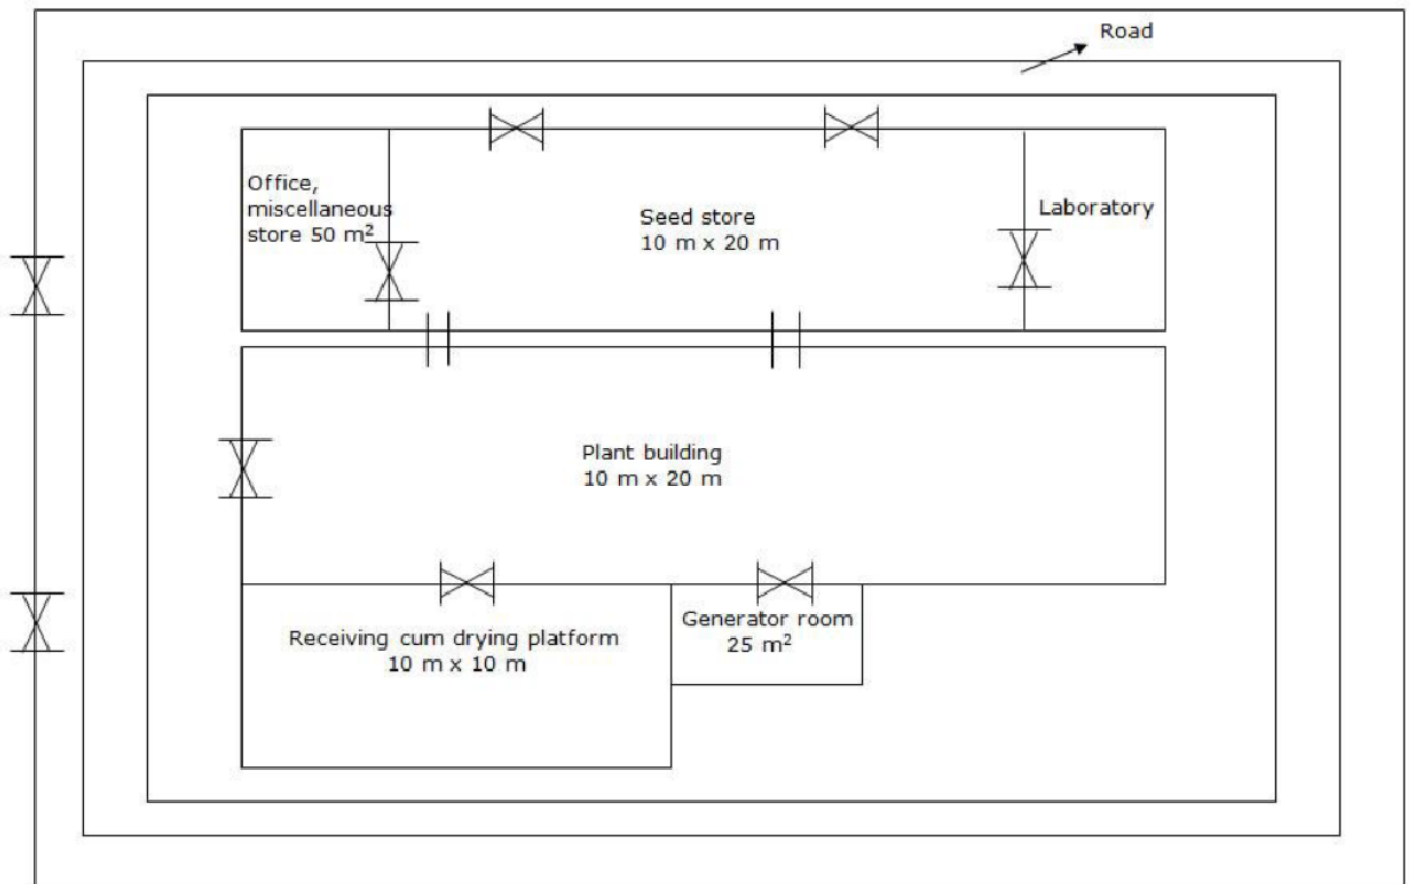 Road
Office,
miscellaneous
store 50 m²
Seed store
10 m x 20 m
Laboratory
Plant building
10 m x 20 m
Receiving cum drying platform
10 m x 10 m
Generator room
25 m²